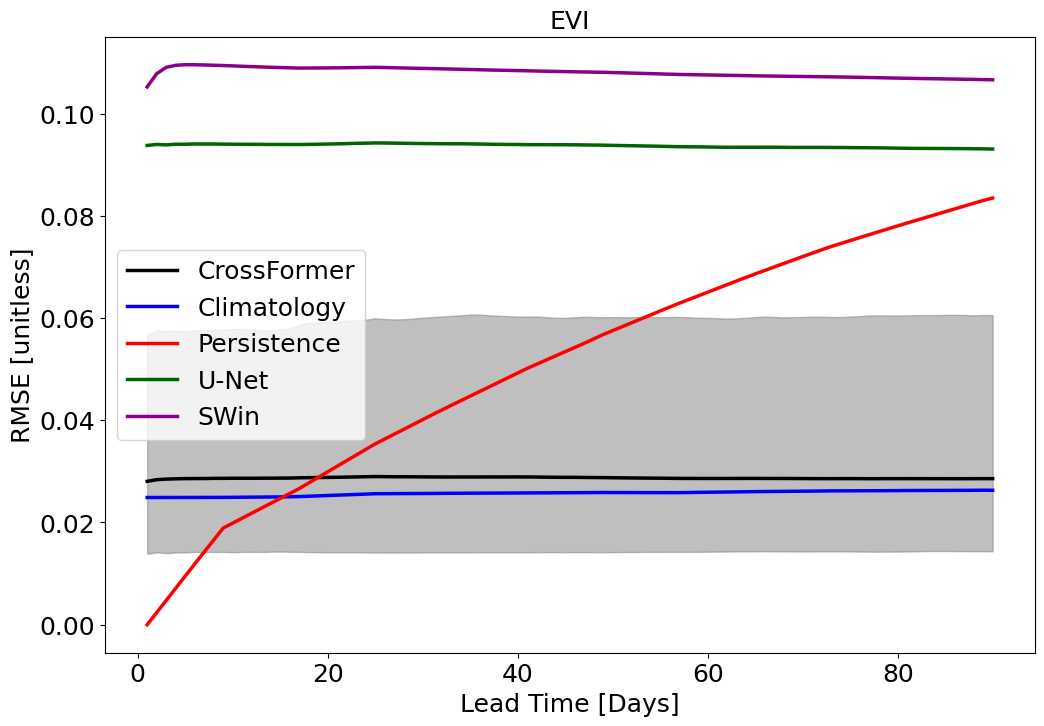 EVI
RMSE [unitless]
0.10
0.08
0.06
0.04
0.02
0.00
CrossFormer
Climatology
Persistence
U-Net
SWin
0 20 40 60 80
Lead Time [Days]